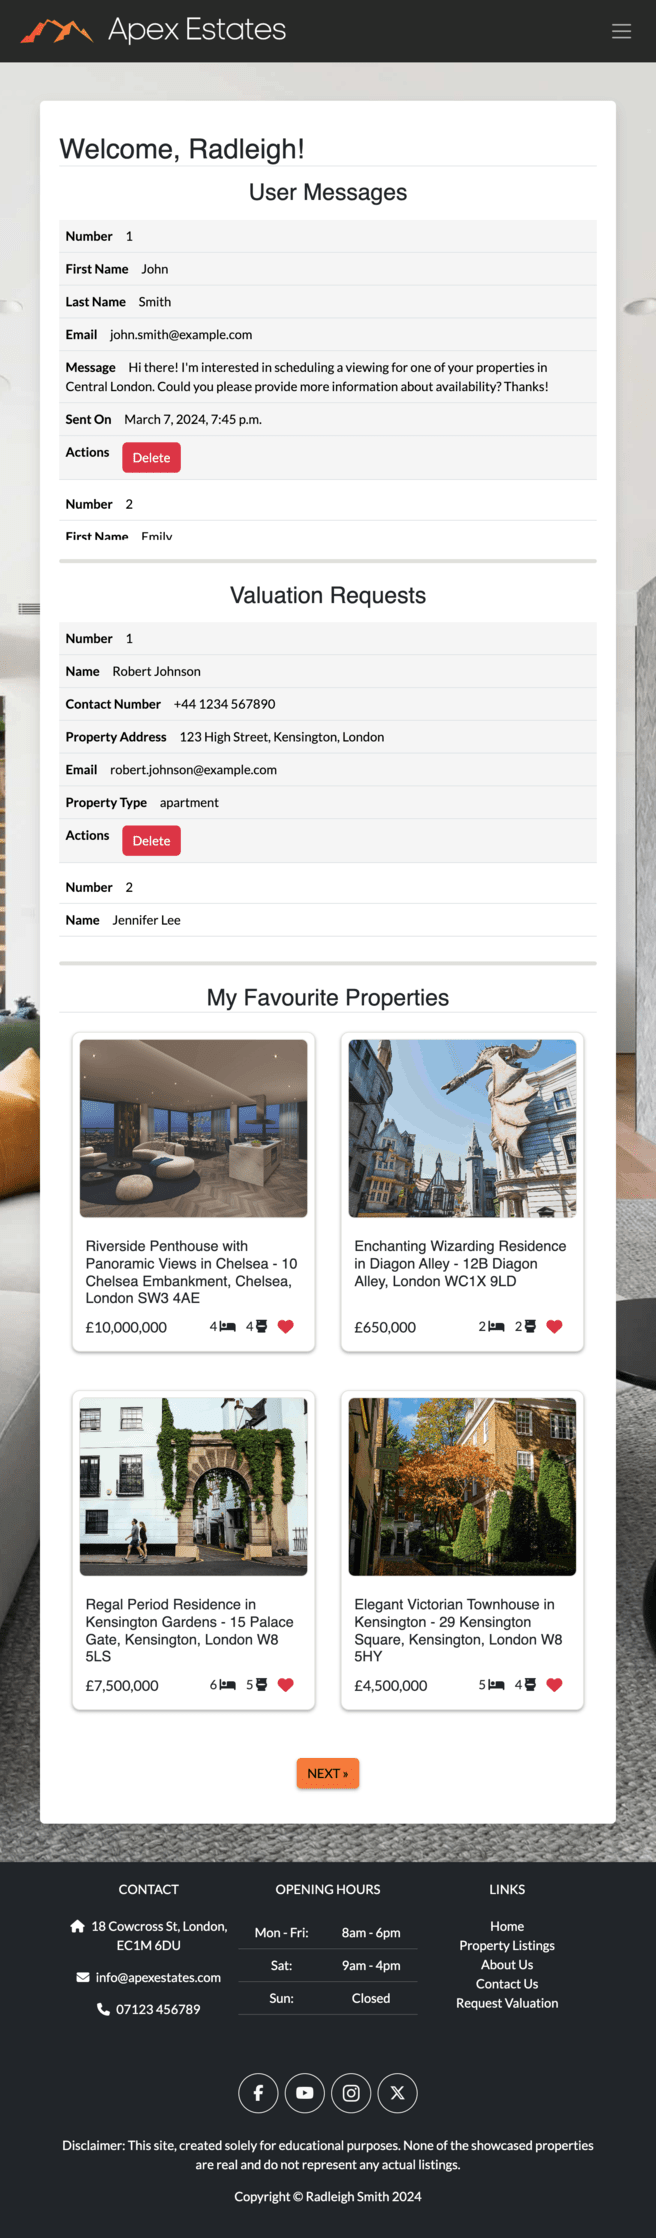 Apex Estates
Welcome, Radleigh!
User Messages
Number 1
First Name John
Last Name Smith
Email john.smith@example.com
Message Hi there! I'm interested in scheduling a viewing for one of your properties in
Central London. Could you please provide more information about availability? Thanks!
Sent On March 7, 2024, 7:45 p.m.
Actions Delete
Number 2
First Name Emily
Valuation Requests
Number 1
Name Robert Johnson
Contact Number +44 1234 567890
Property Address 123 High Street, Kensington, London
Email robert.johnson@example.com
Property Type apartment
Actions Delete
Number 2
Name Jennifer Lee
My Favourite Properties
Riverside Penthouse with
Panoramic Views in Chelsea - 10
Chelsea Embankment, Chelsea,
London SW3 4AE
£10,000,000 4 4
Enchanting Wizarding Residence
in Diagon Alley - 12B Diagon
Alley, London WC1X 9LD
£650,000 2 2
Regal Period Residence in
Kensington Gardens - 15 Palace
Gate, Kensington, London W8
5LS
£7,500,000 6 5
Elegant Victorian Townhouse in
Kensington - 29 Kensington
Square, Kensington, London W8
5HY
£4,500,000 5 4
NEXT »
CONTACT
18 Cowcross St, London,
EC1M 6DU
info@apexestates.com
07123 456789
OPENING HOURS
Mon - Fri: 8am - 6pm
Sat: 9am - 4pm
Sun: Closed
LINKS
Home
Property Listings
About Us
Contact Us
Request Valuation
Disclaimer: This site, created solely for educational purposes. None of the showcased properties
are real and do not represent any actual listings.
Copyright © Radleigh Smith 2024